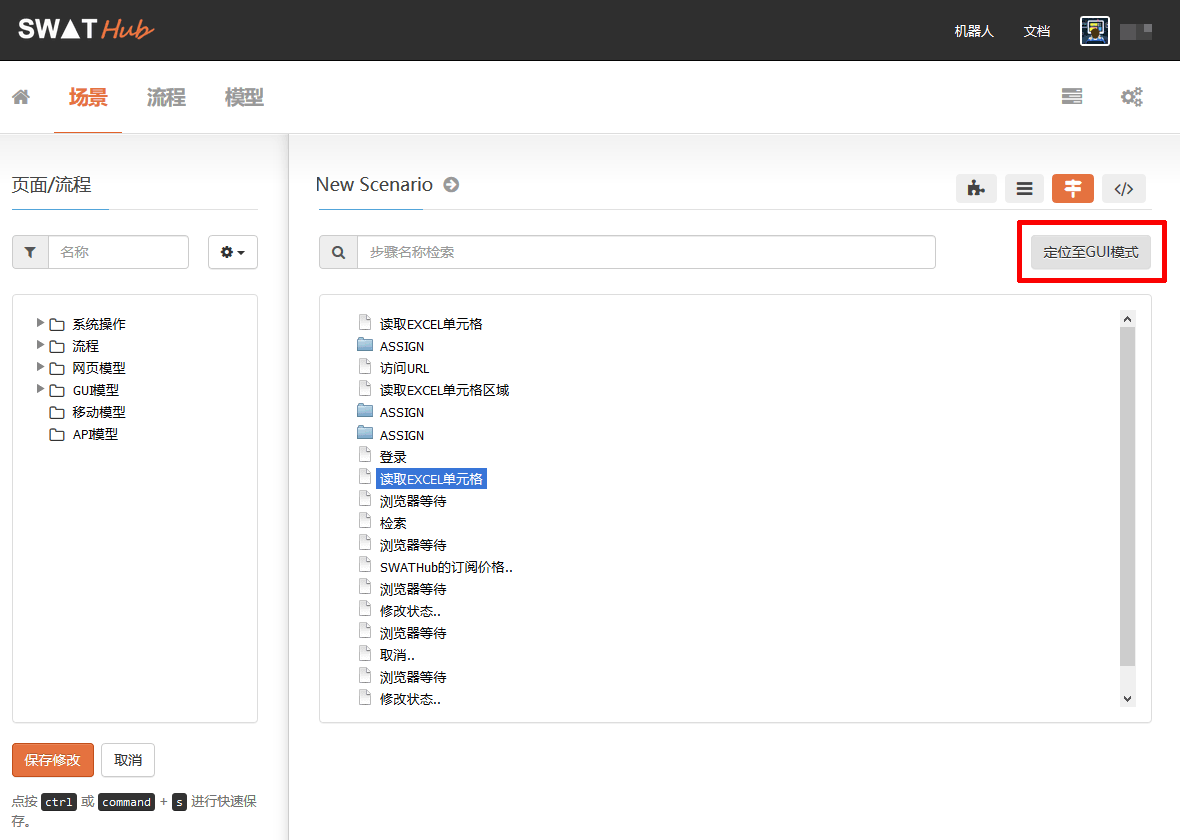 SWAT Hub
机器人 文档
场景 流程 模型
页面/流程
名称
系统操作
流程
网页模型
GUI模型
移动模型
API模型
保存修改 取消
点按 ctrl 或 command + s 进行快速保
存。
New Scenario
步骤名称检索
定位至GUI模式
读取EXCEL单元格
ASSIGN
访问URL
读取EXCEL单元格区域
ASSIGN
ASSIGN
登录
读取EXCEL单元格
浏览器等待
检索
浏览器等待
SWATHub的订阅价格..
浏览器等待
修改状态..
浏览器等待
取消..
浏览器等待
修改状态..